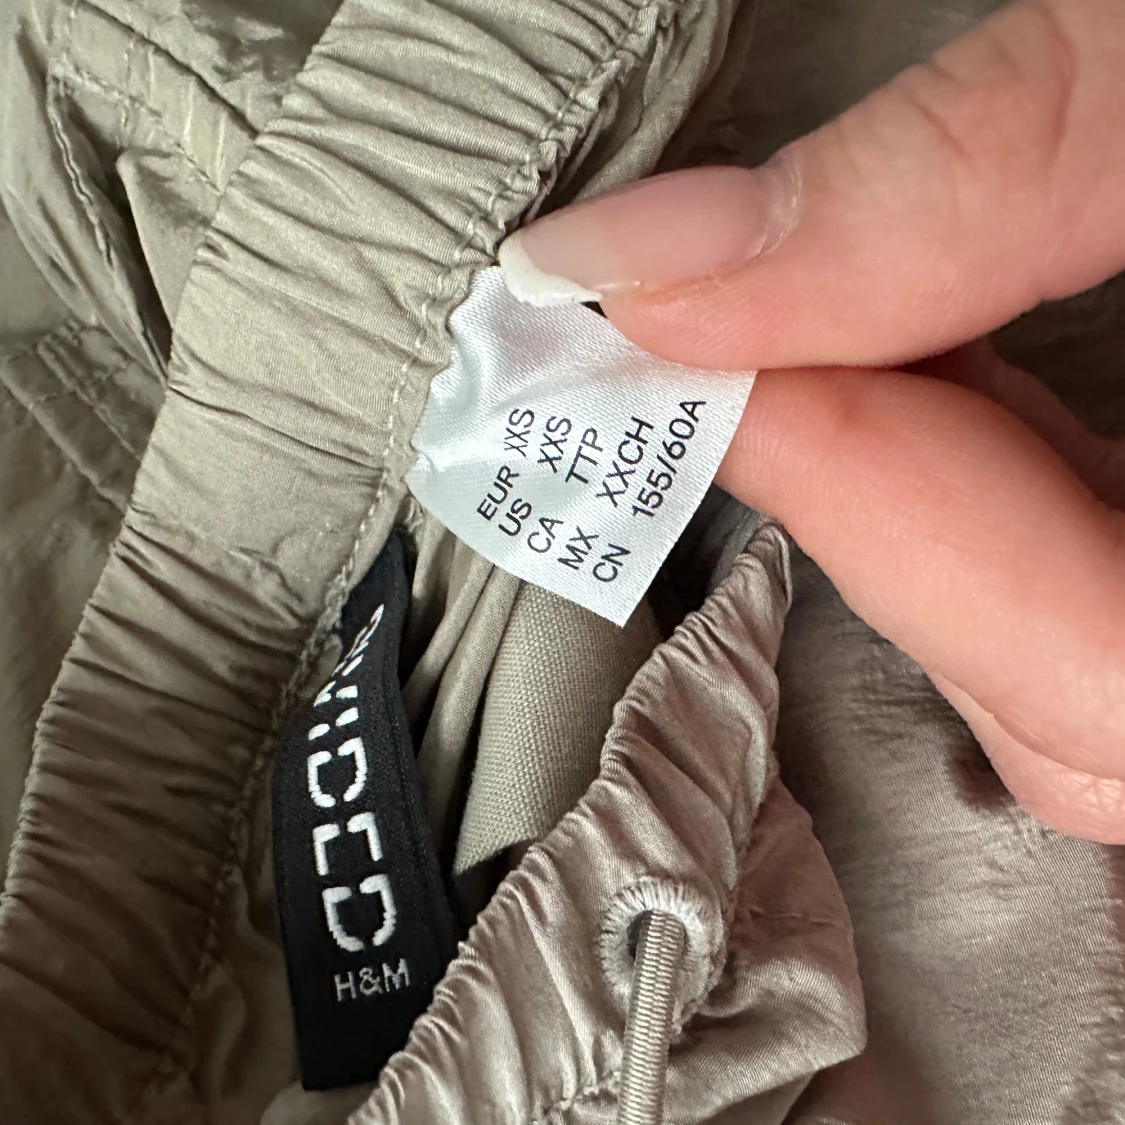 EUR XXS
US XXS
CA TTP
MX XXCH
CN 155/60A
DIVIDED
H&M